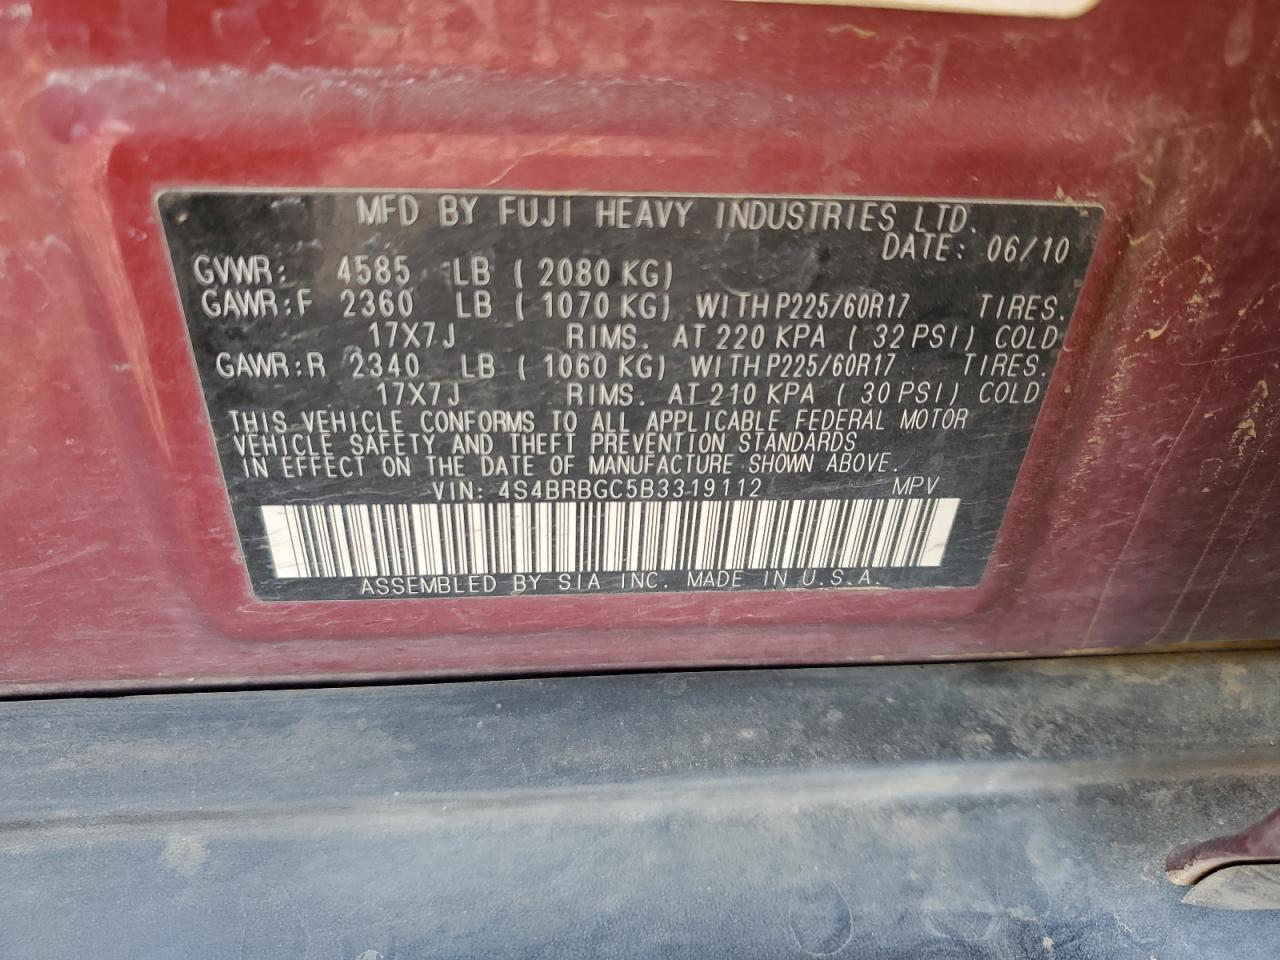 MFD BY FUJI HEAVY INDUSTRIES LTD.
DATE: 06/10
GVWR: 4585 LB ( 2080 KG)
GAWR:F 2360 LB ( 1070 KG) WITH P225/60R17 TIRES.
17X7J RIMS. AT 220 KPA ( 32 PSI) COLD
GAWR:R 2340 LB ( 1060 KG) WITH P225/60R17 TIRES.
17X7J RIMS. AT 210 KPA ( 30 PSI) COLD
THIS VEHICLE CONFORMS TO ALL APPLICABLE FEDERAL MOTOR
VEHICLE SAFETY AND THEFT PREVENTION STANDARDS
IN EFFECT ON THE DATE OF MANUFACTURE SHOWN ABOVE.
VIN: 4S4BRBGC5B3319112 MPV
ASSEMBLED BY SIA INC. MADE IN U.S.A.